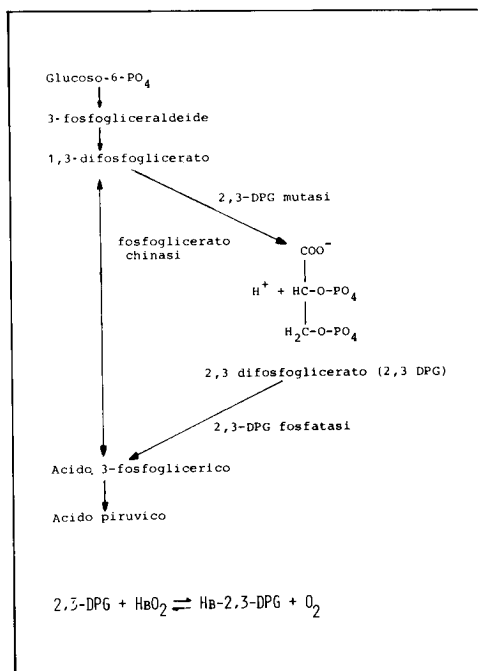 Glucoso-6-PO4
3-fosfogliceraldeide
1,3-difosfoglicerato
2,3-DPG mutasi
fosfoglicerato
chinasi
COO⁻
H⁺ + HC-O-PO4
H2C-O-PO4
2,3 difosfoglicerato (2,3 DPG)
2,3-DPG fosfatasi
Acido 3-fosfoglicerico
Acido piruvico
2,3-DPG + HbO2 ⇌ Hb-2,3-DPG + O2